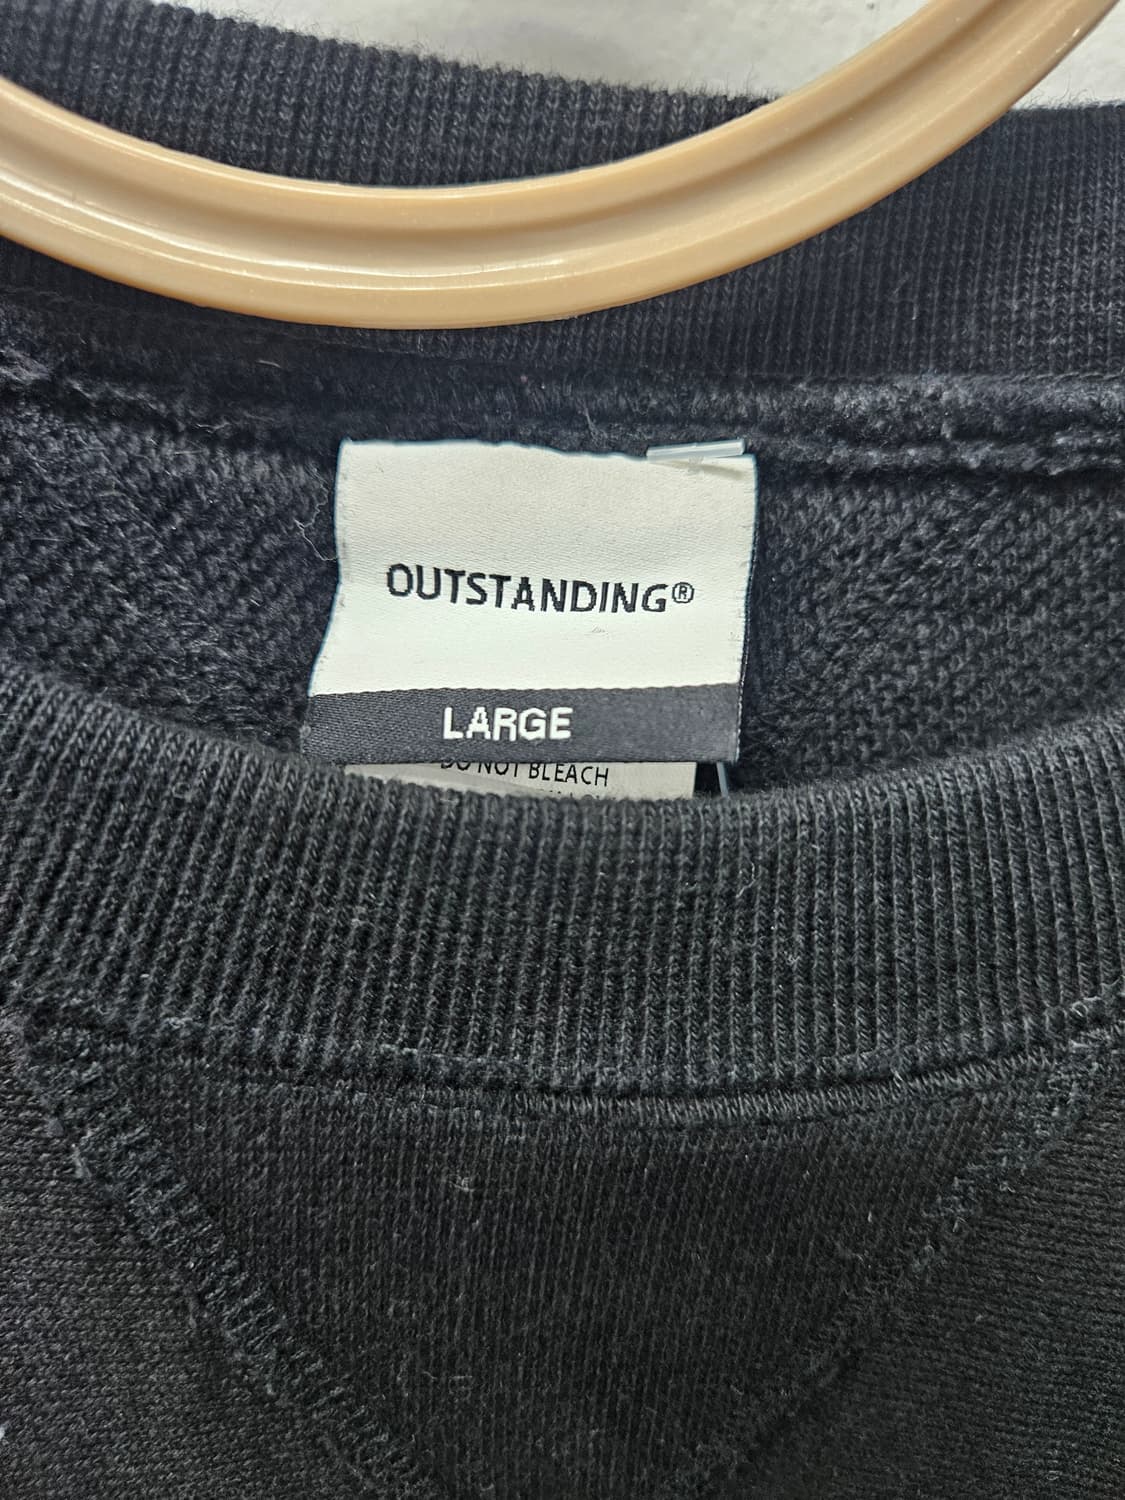 OUTSTANDING®
LARGE
DO NOT BLEACH